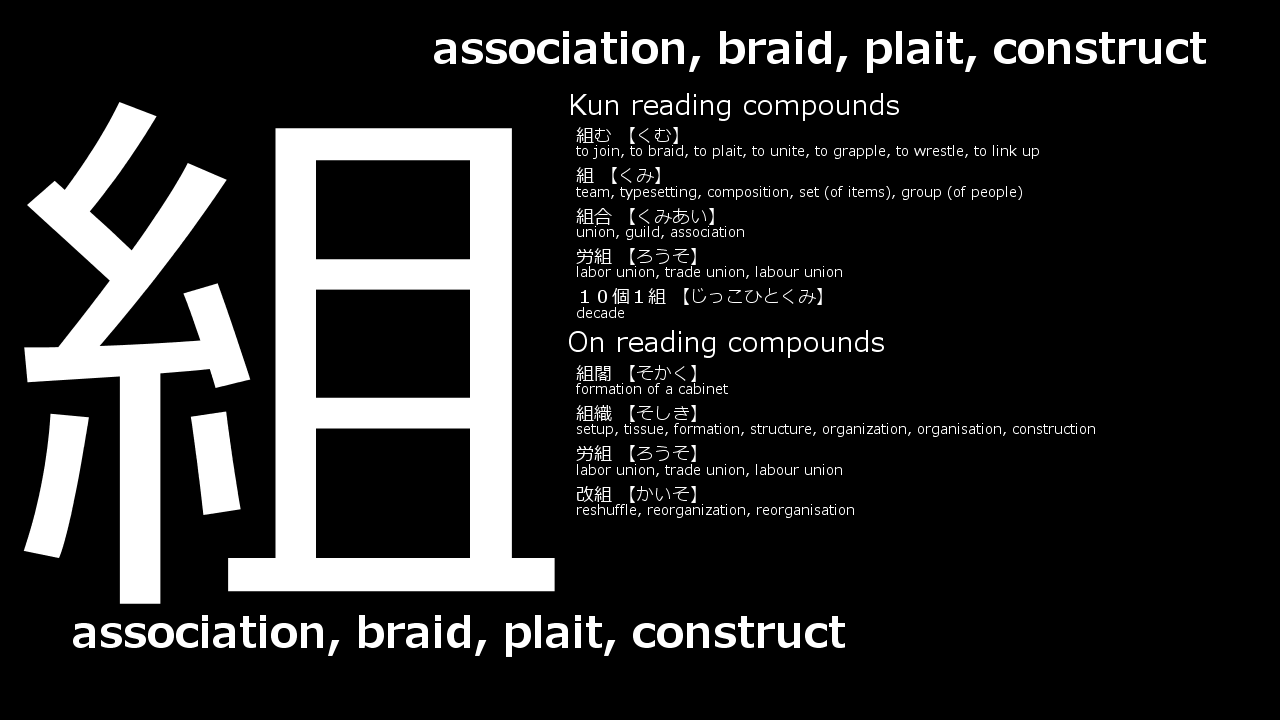 association, braid, plait, construct
組
Kun reading compounds
組む 【くむ】
to join, to braid, to plait, to unite, to grapple, to wrestle, to link up
組 【くみ】
team, typesetting, composition, set (of items), group (of people)
組合 【くみあい】
union, guild, association
労組 【ろうそ】
labor union, trade union, labour union
１０個１組 【じっこひとくみ】
decade
On reading compounds
組閣 【そかく】
formation of a cabinet
組織 【そしき】
setup, tissue, formation, structure, organization, organisation, construction
労組 【ろうそ】
labor union, trade union, labour union
改組 【かいそ】
reshuffle, reorganization, reorganisation
association, braid, plait, construct